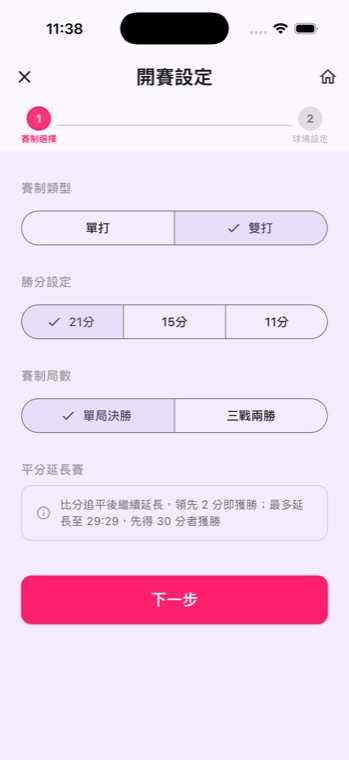 11:38
開賽設定
1
2
賽制選擇
球場設定
賽制類型
單打
雙打
勝分設定
21分
15分
11分
賽制局數
單局決勝
三戰兩勝
平分延長賽
比分追平後繼續延長，領先 2 分即獲勝；最多延
長至 29:29，先得 30 分者獲勝
下一步